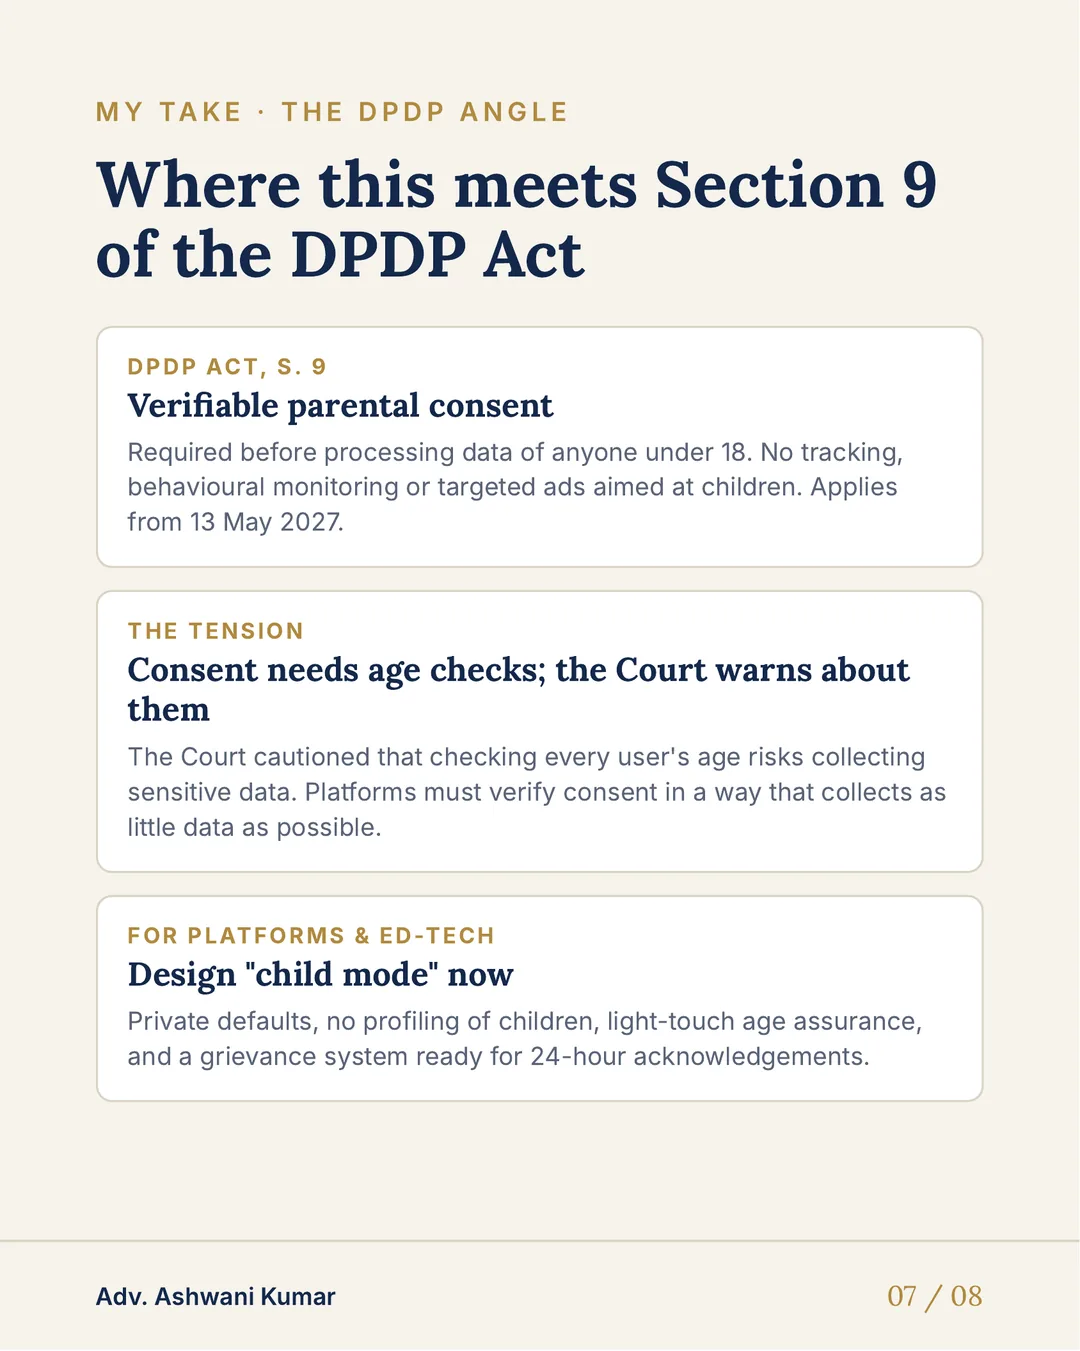 MY TAKE · THE DPDP ANGLE
Where this meets Section 9
of the DPDP Act
DPDP ACT, S. 9
Verifiable parental consent
Required before processing data of anyone under 18. No tracking,
behavioural monitoring or targeted ads aimed at children. Applies
from 13 May 2027.
THE TENSION
Consent needs age checks; the Court warns about
them
The Court cautioned that checking every user's age risks collecting
sensitive data. Platforms must verify consent in a way that collects as
little data as possible.
FOR PLATFORMS & ED-TECH
Design "child mode" now
Private defaults, no profiling of children, light-touch age assurance,
and a grievance system ready for 24-hour acknowledgements.
Adv. Ashwani Kumar
07 / 08